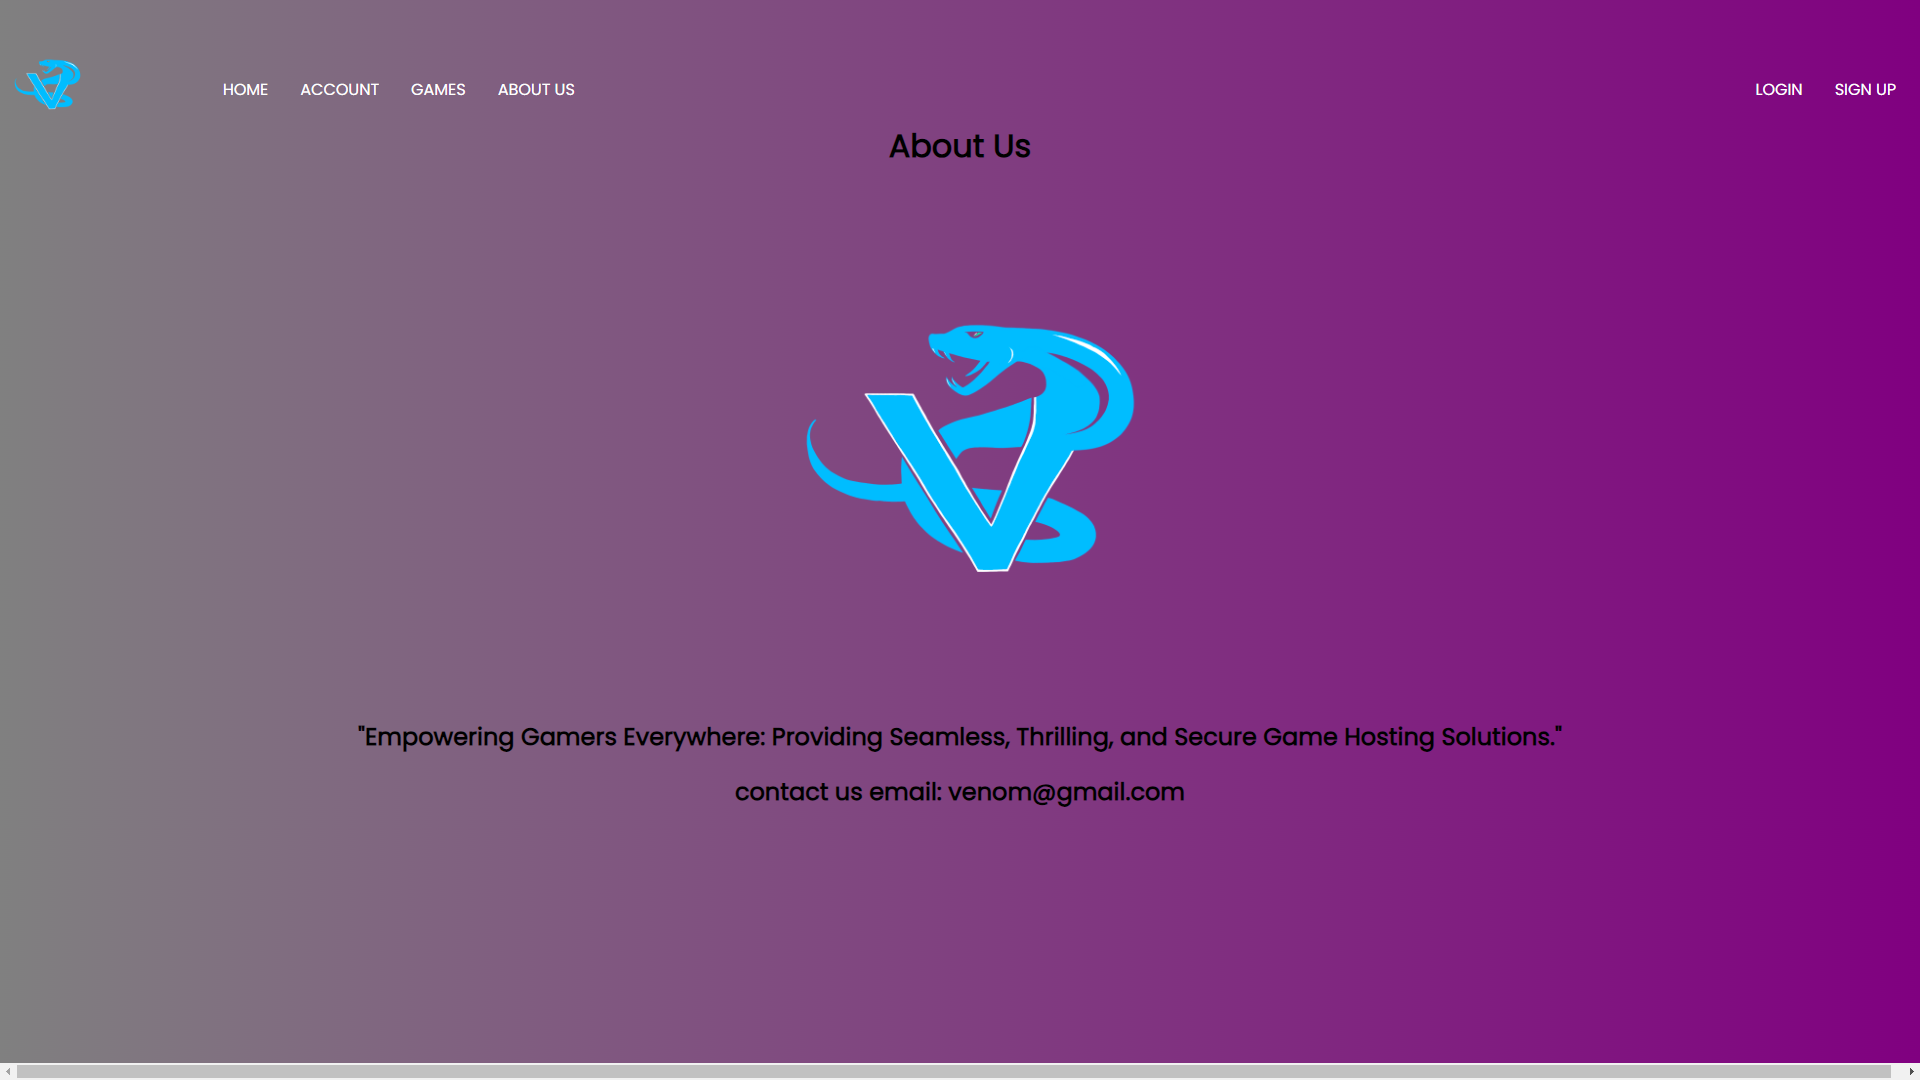 HOME ACCOUNT GAMES ABOUT US LOGIN SIGN UP
About Us
V
"Empowering Gamers Everywhere: Providing Seamless, Thrilling, and Secure Game Hosting Solutions."
contact us email: venom@gmail.com